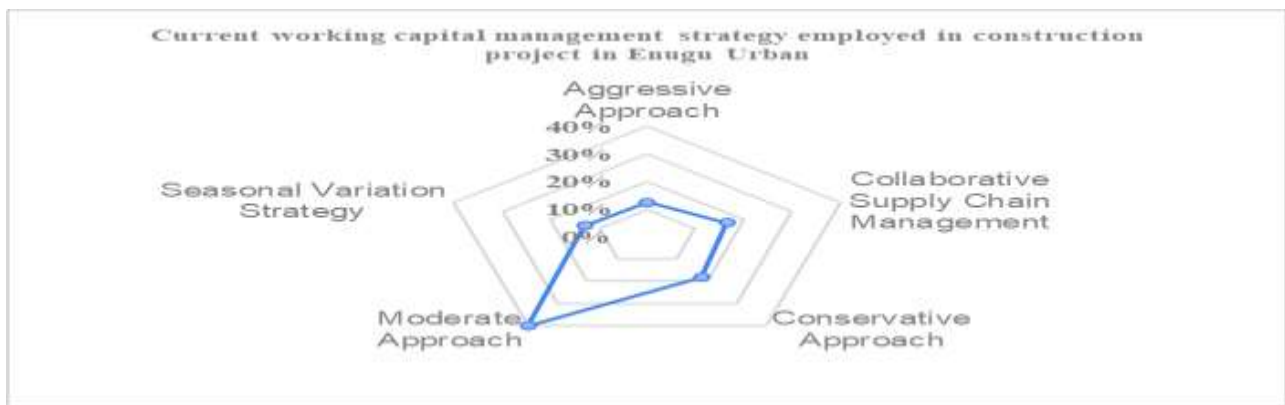 Current working capital management strategy employed in construction
project in Enugu Urban
Aggressive
Approach
40%
30%
20%
10%
0%
Collaborative
Supply Chain
Management
Conservative
Approach
Moderate
Approach
Seasonal Variation
Strategy